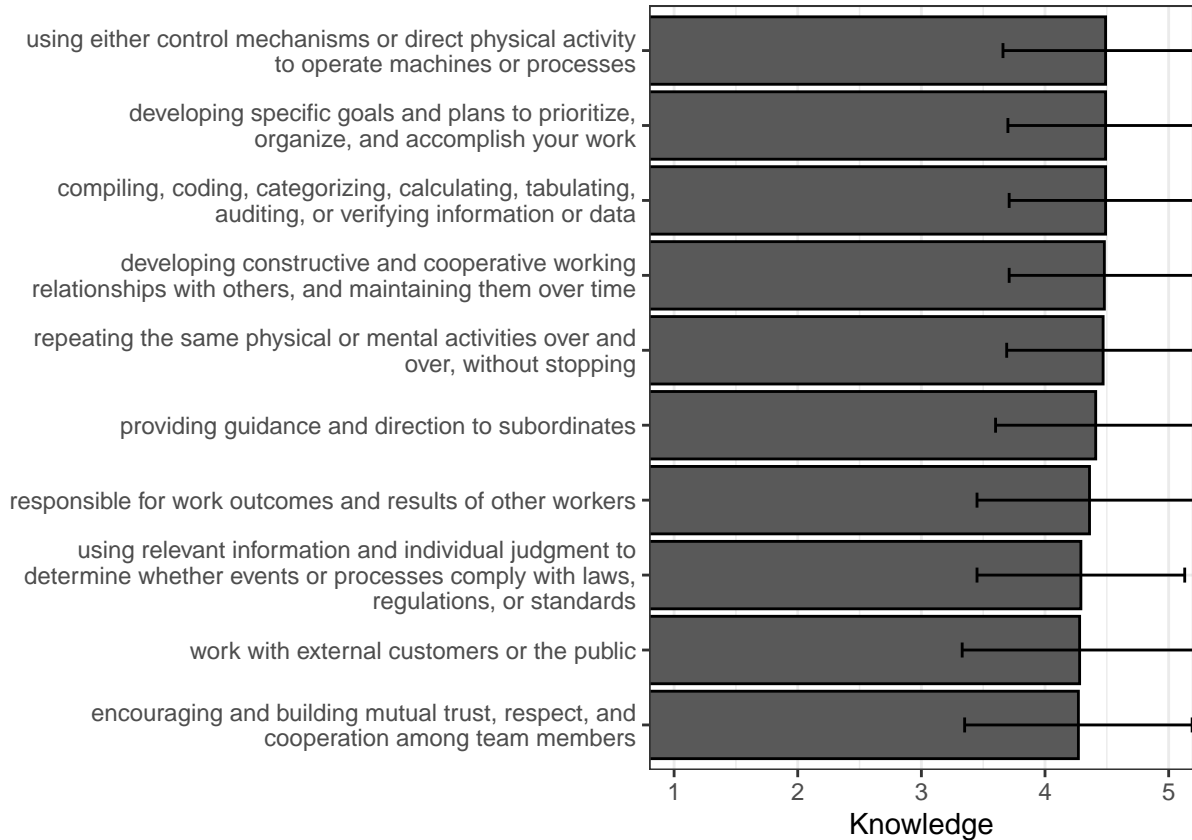 using either control mechanisms or direct physical activity
to operate machines or processes
developing specific goals and plans to prioritize,
organize, and accomplish your work
compiling, coding, categorizing, calculating, tabulating,
auditing, or verifying information or data
developing constructive and cooperative working
relationships with others, and maintaining them over time
repeating the same physical or mental activities over and
over, without stopping
providing guidance and direction to subordinates
responsible for work outcomes and results of other workers
using relevant information and individual judgment to
determine whether events or processes comply with laws,
regulations, or standards
work with external customers or the public
encouraging and building mutual trust, respect, and
cooperation among team members
1 2 3 4 5
Knowledge